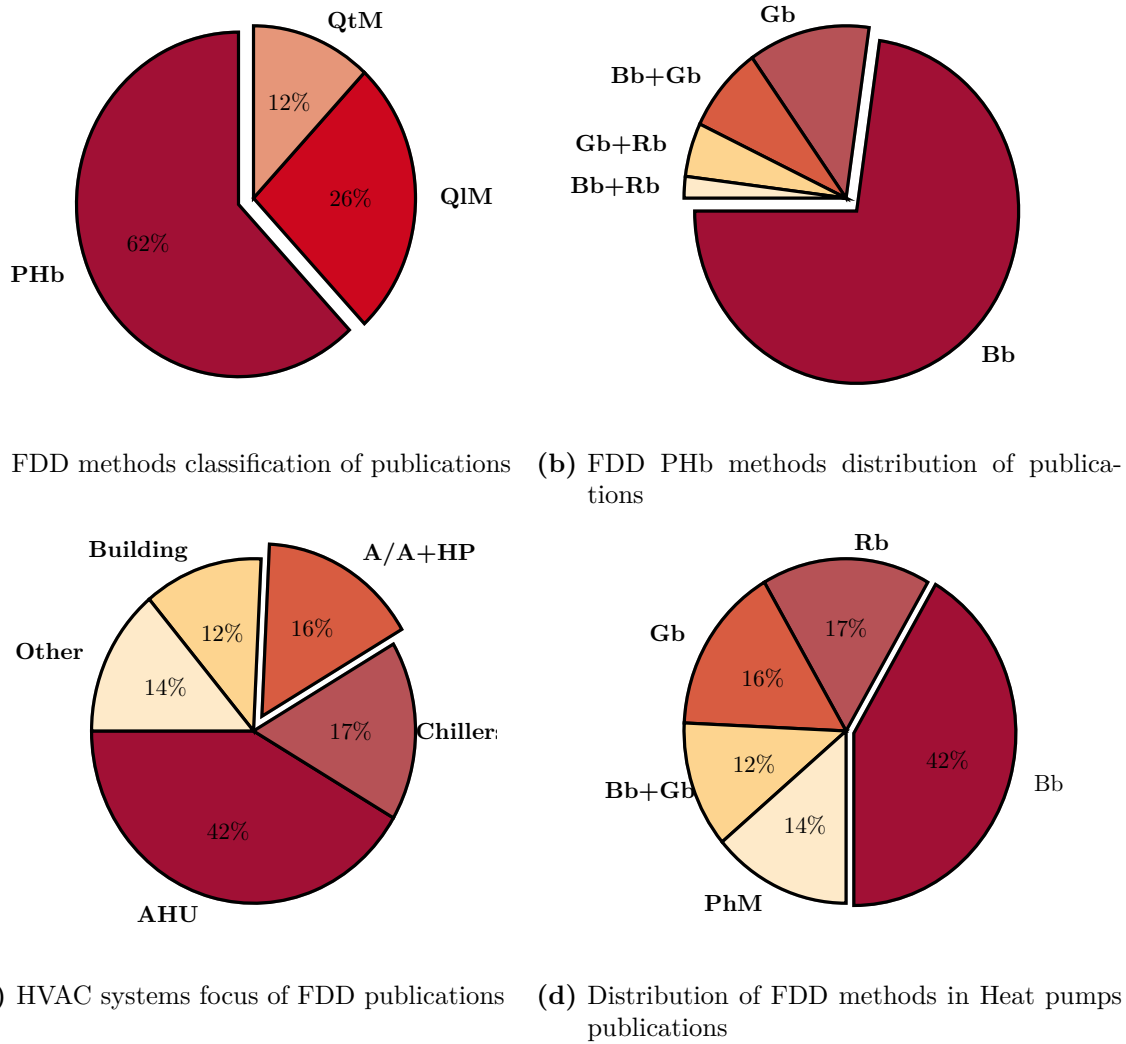 QtM
12%
26%
QlM
62%
PHb
FDD methods classification of publications
Gb
Bb+Gb
Gb+Rb
Bb+Rb
Bb
(b) FDD PHb methods distribution of publica-
tions
Building
A/A+HP
12%
16%
Other
14%
17%
Chillers
42%
AHU
) HVAC systems focus of FDD publications
Rb
Gb
17%
16%
42%
12%
Bb+Gb
Bb
14%
PhM
(d) Distribution of FDD methods in Heat pumps
publications